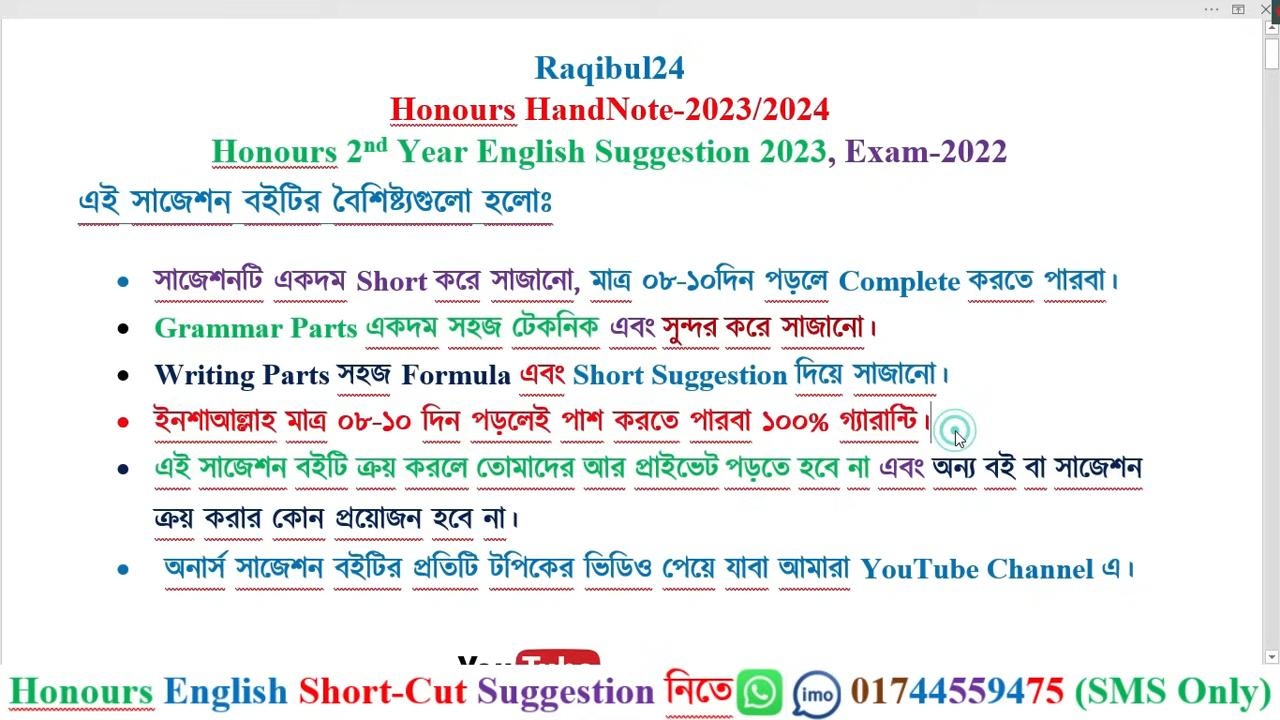 Raqibul24
Honours HandNote-2023/2024
Honours 2nd Year English Suggestion 2023, Exam-2022
এই সাজেশন বইটির বৈশিষ্ট্যগুলো হলোঃ
• সাজেশনটি একদম Short করে সাজানো, মাত্র ০৮-১০দিন পড়লে Complete করতে পারবা।
• Grammar Parts একদম সহজ টেকনিক এবং সুন্দর করে সাজানো।
• Writing Parts সহজ Formula এবং Short Suggestion দিয়ে সাজানো।
• ইনশাআল্লাহ মাত্র ০৮-১০ দিন পড়লেই পাশ করতে পারবা ১০০% গ্যারান্টি।
• এই সাজেশন বইটি ক্রয় করলে তোমাদের আর প্রাইভেট পড়তে হবে না এবং অন্য বই বা সাজেশন
ক্রয় করার কোন প্রয়োজন হবে না।
• অনার্স সাজেশন বইটির প্রতিটি টপিকের ভিডিও পেয়ে যাবা আমারা YouTube Channel এ।
YouTube
Honours English Short-Cut Suggestion নিতে imo 01744559475 (SMS Only)